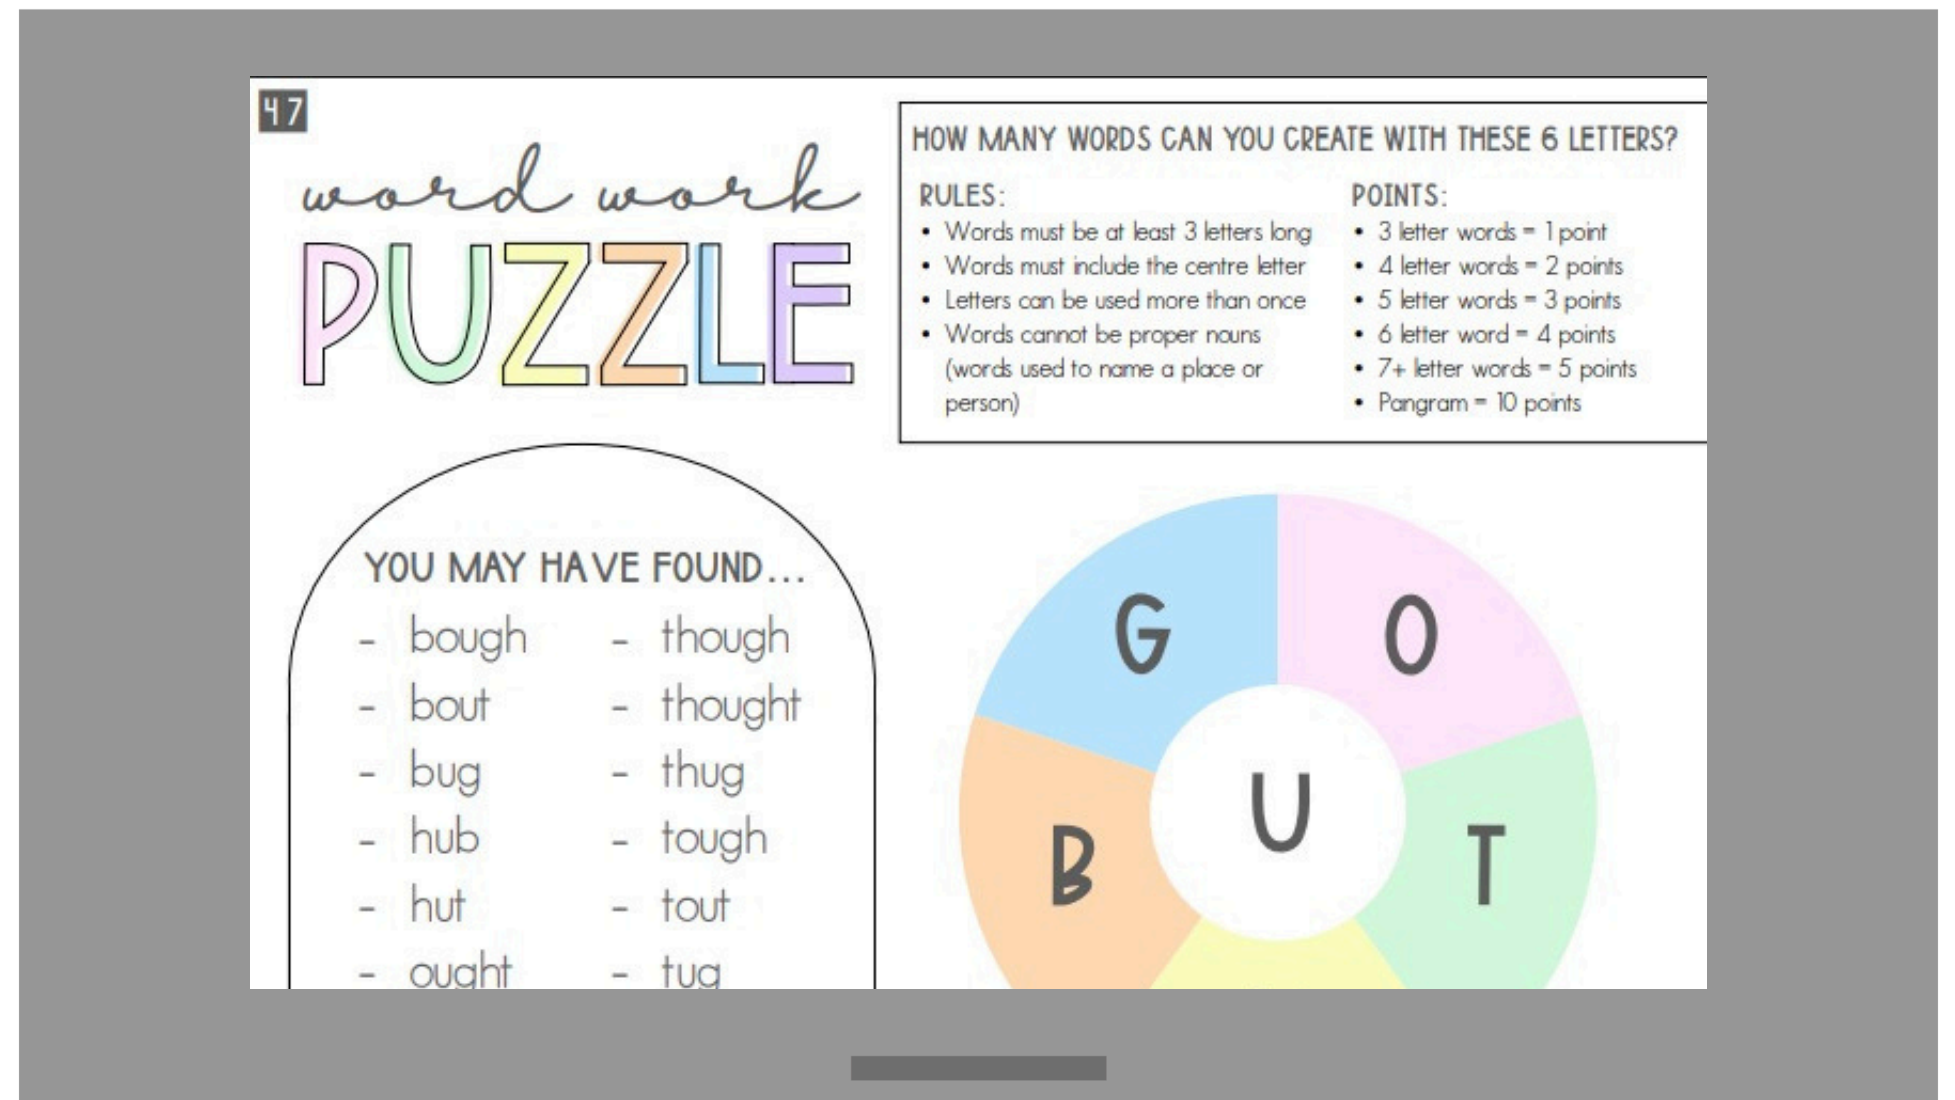 47
word work
PUZZLE
HOW MANY WORDS CAN YOU CREATE WITH THESE 6 LETTERS?
RULES:
• Words must be at least 3 letters long
• Words must include the centre letter
• Letters can be used more than once
• Words cannot be proper nouns
(words used to name a place or
person)
POINTS:
• 3 letter words = 1 point
• 4 letter words = 2 points
• 5 letter words = 3 points
• 6 letter word = 4 points
• 7+ letter words = 5 points
• Pangram = 10 points
YOU MAY HAVE FOUND...
- bough
- bout
- bug
- hub
- hut
- ought
- though
- thought
- thug
- tough
- tout
- tug
G
O
U
B
T